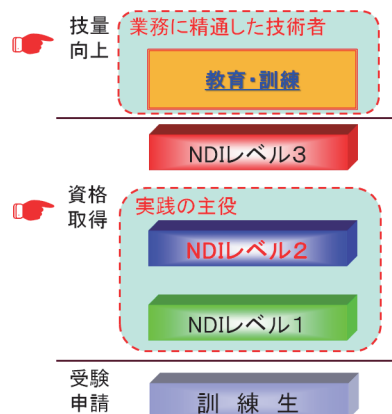 技量
向上
業務に精通した技術者
教育・訓練
NDIレベル3
資格
取得
実践の主役
NDIレベル2
NDIレベル1
受験
申請
訓 練 生